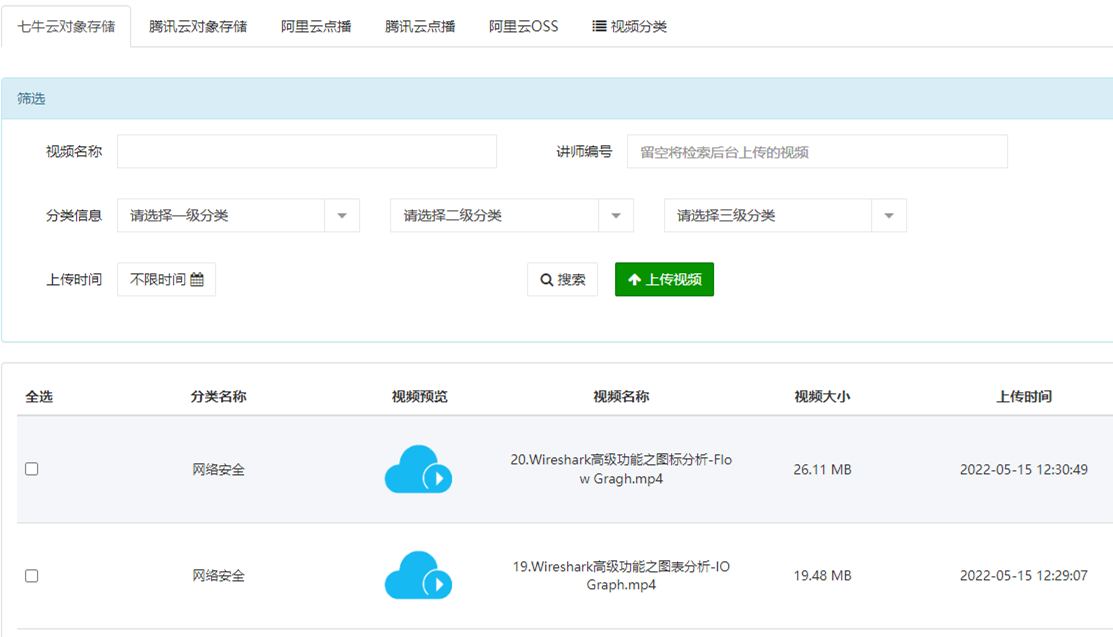 七牛云对象存储 腾讯云对象存储 阿里云点播 腾讯云点播 阿里云OSS 视频分类
筛选
视频名称 讲师编号 留空将检索后台上传的视频
分类信息 请选择一级分类 请选择二级分类 请选择三级分类
上传时间 不限时间 搜索 上传视频
全选 分类名称 视频预览 视频名称 视频大小 上传时间
网络安全 20.Wireshark高级功能之图标分析-Flo 26.11 MB 2022-05-15 12:30:49
w Gragh.mp4
网络安全 19.Wireshark高级功能之图表分析-IO 19.48 MB 2022-05-15 12:29:07
Graph.mp4